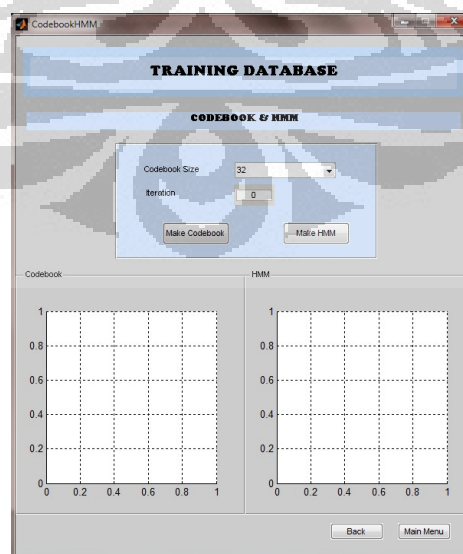 CodebookHMM
TRAINING DATABASE
CODEBOOK & HMM
Codebook Size 32
Iteration 0
Make Codebook Make HMM
Codebook
1
0.8
0.6
0.4
0.2
0
0 0.2 0.4 0.6 0.8 1
HMM
1
0.8
0.6
0.4
0.2
0
0 0.2 0.4 0.6 0.8 1
Back Main Menu